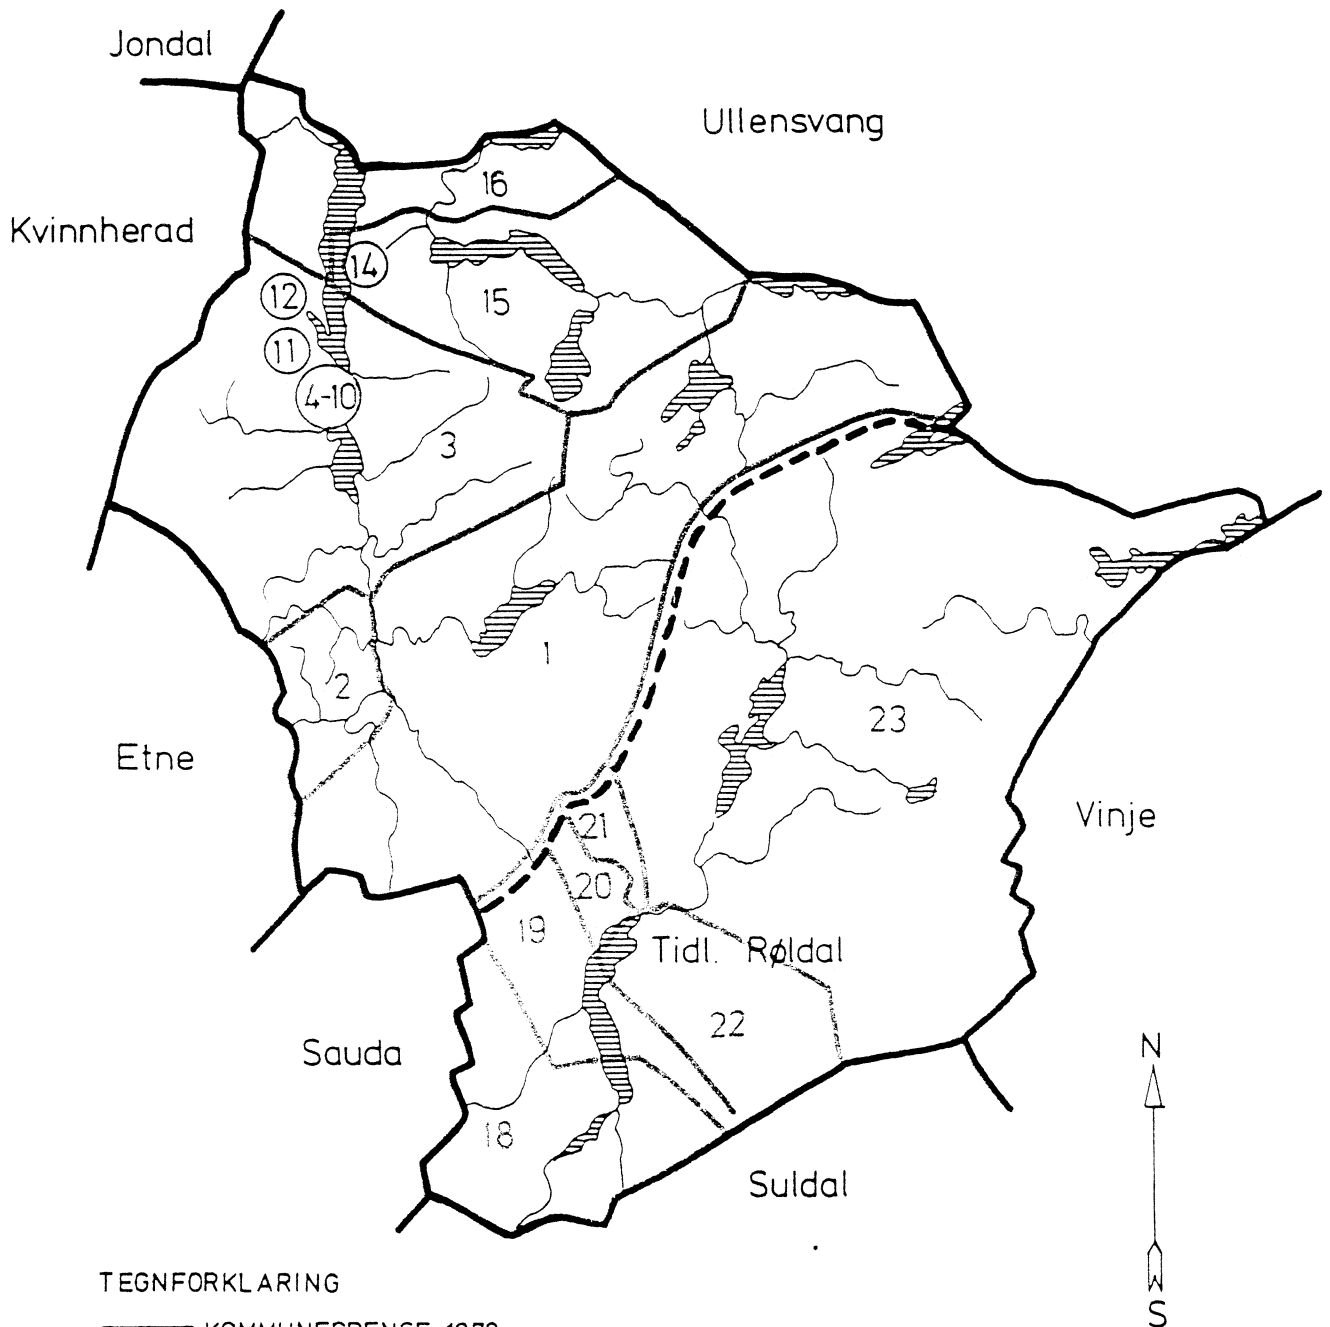 Jondal
Ullensvang
16
Kvinnherad
14
12
15
11
4-10
3
1
2
23
Etne
Vinje
21
20
19
Tidl. Røldal
22
Sauda
N
18
Suldal
TEGNFORKLARING
S